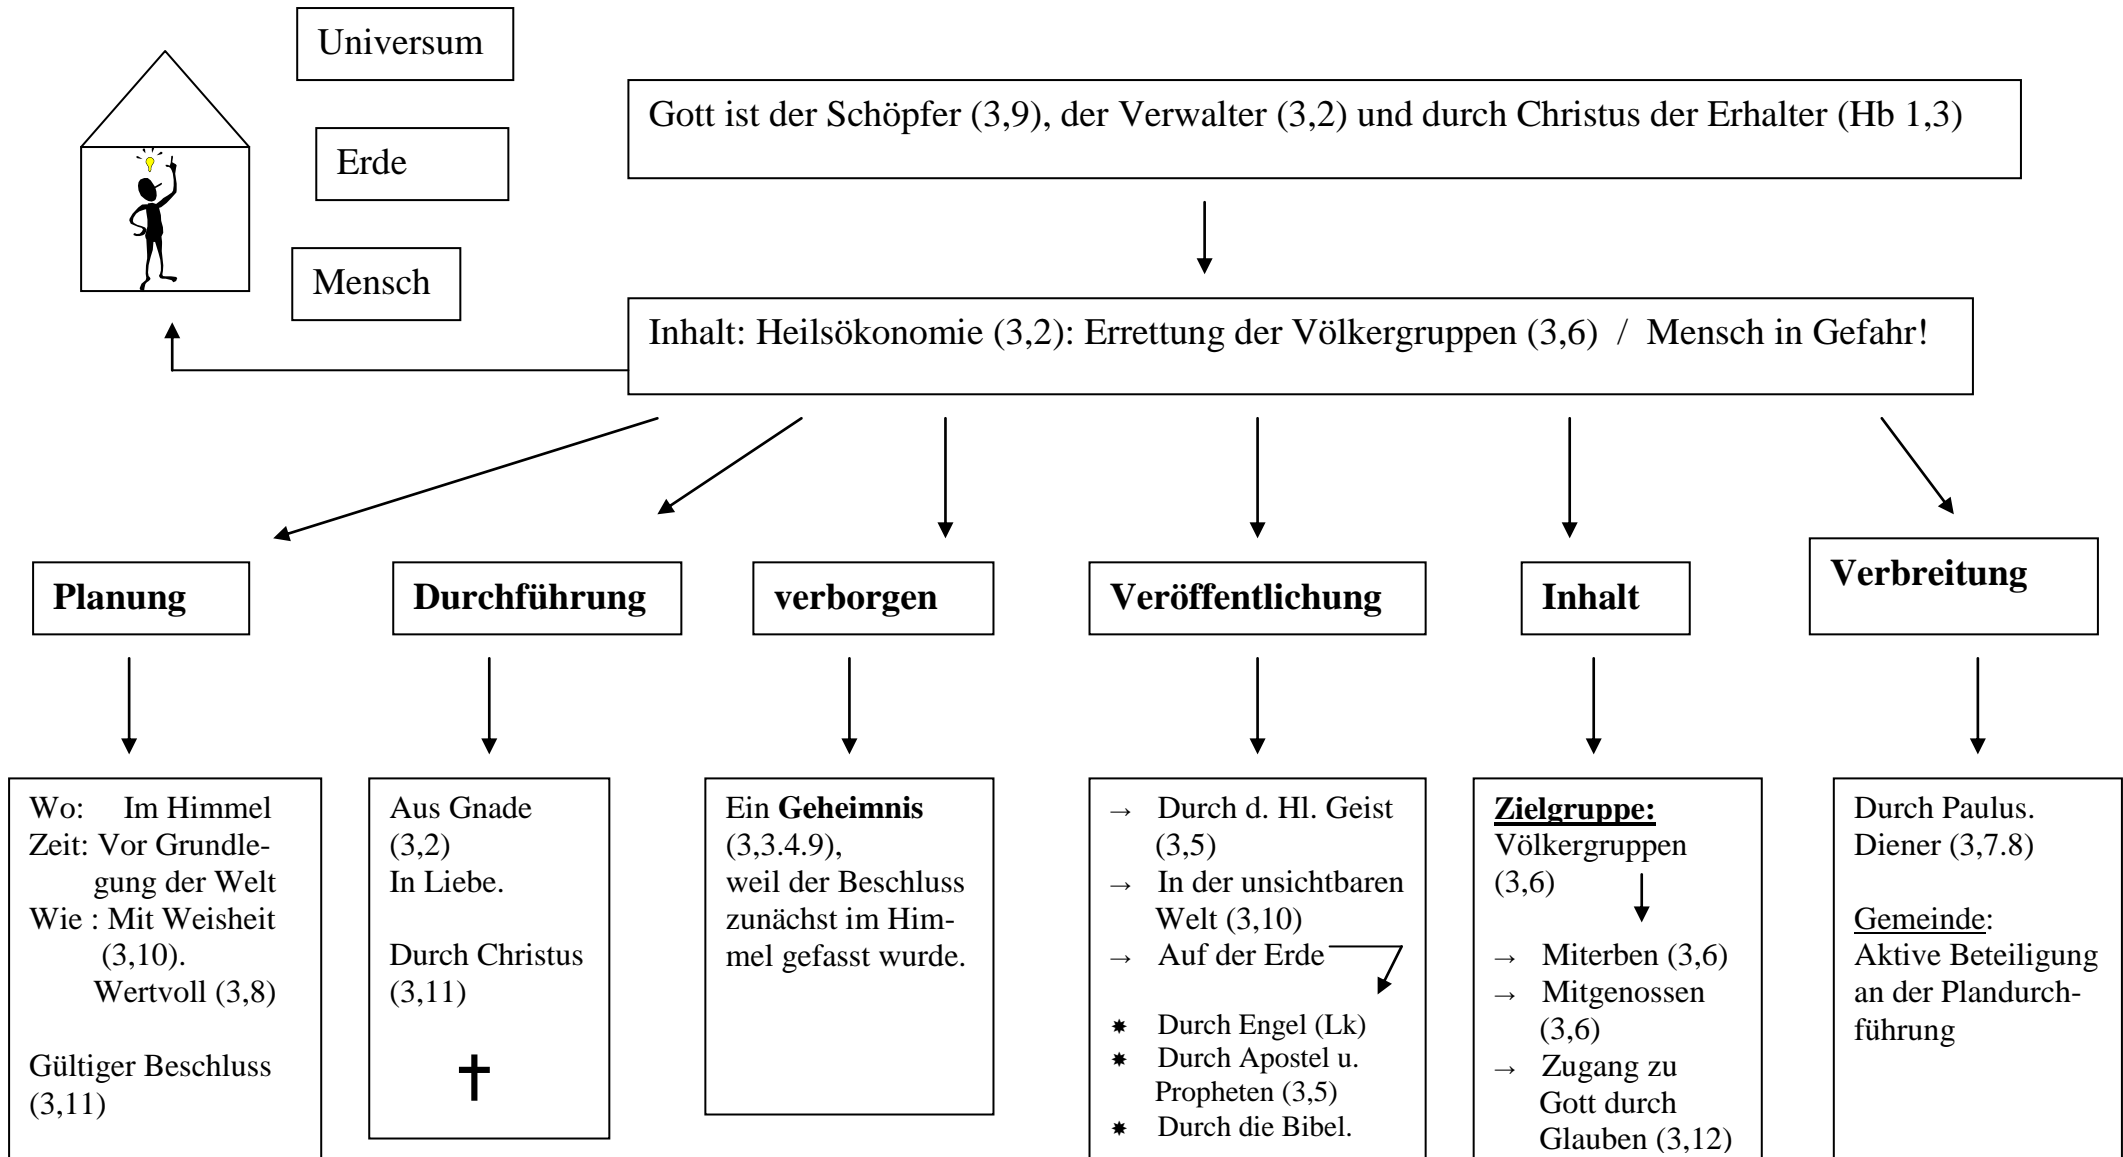 Universum
Erde
Mensch
Gott ist der Schöpfer (3,9), der Verwalter (3,2) und durch Christus der Erhalter (Hb 1,3)
Inhalt: Heilsökonomie (3,2): Errettung der Völkergruppen (3,6)  /  Mensch in Gefahr!
Planung
Durchführung
verborgen
Veröffentlichung
Inhalt
Verbreitung
Wo:    Im Himmel
Zeit: Vor Grundle-
gung der Welt
Wie : Mit Weisheit
(3,10).
Wertvoll (3,8)
Gültiger Beschluss
(3,11)
Aus Gnade
(3,2)
In Liebe.
Durch Christus
(3,11)
Ein Geheimnis
(3,3.4.9),
weil der Beschluss
zunächst im Him-
mel gefasst wurde.
→ Durch d. Hl. Geist
(3,5)
→ In der unsichtbaren
Welt (3,10)
→ Auf der Erde
✷ Durch Engel (Lk)
✷ Durch Apostel u.
Propheten (3,5)
✷ Durch die Bibel.
Zielgruppe:
Völkergruppen
(3,6)
→ Miterben (3,6)
→ Mitgenossen
(3,6)
→ Zugang zu
Gott durch
Glauben (3,12)
Durch Paulus.
Diener (3,7.8)
Gemeinde:
Aktive Beteiligung
an der Plandurch-
führung